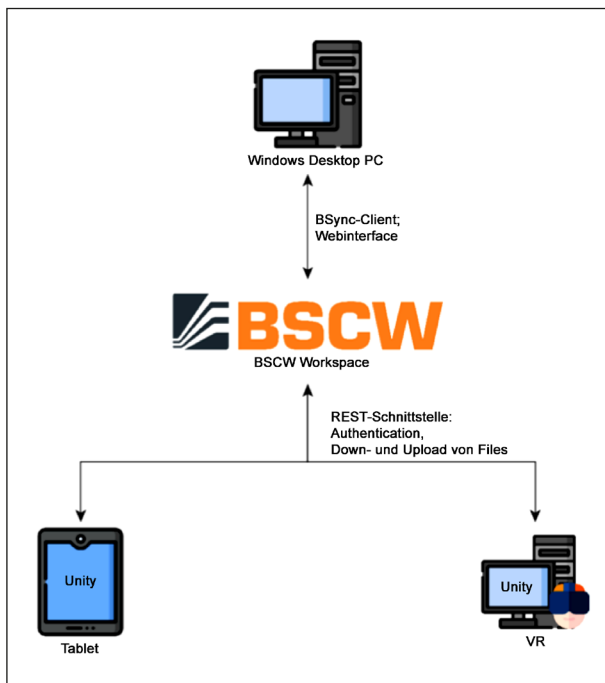 Windows Desktop PC
BSync-Client;
Webinterface
BSCW
BSCW Workspace
REST-Schnittstelle:
Authentication,
Down- und Upload von Files
Unity
Unity
Tablet
VR